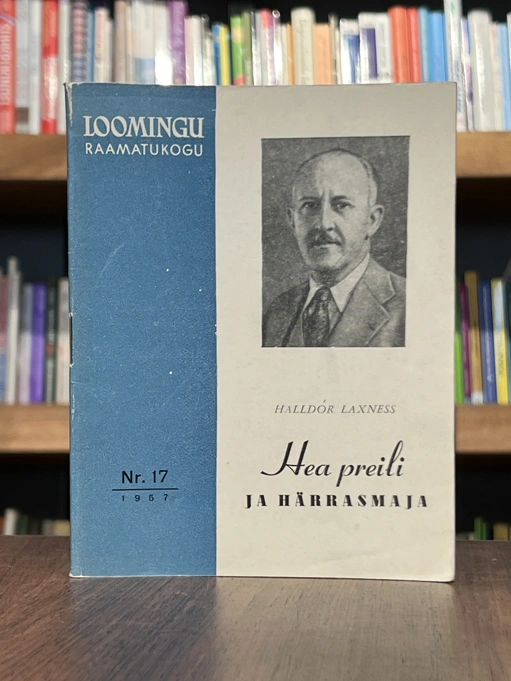 LOOMINGU
RAAMATUKOGU
HALLDÓR LAXNESS
Hea preili
JA HÄRRASMAJA
Nr. 17
1957